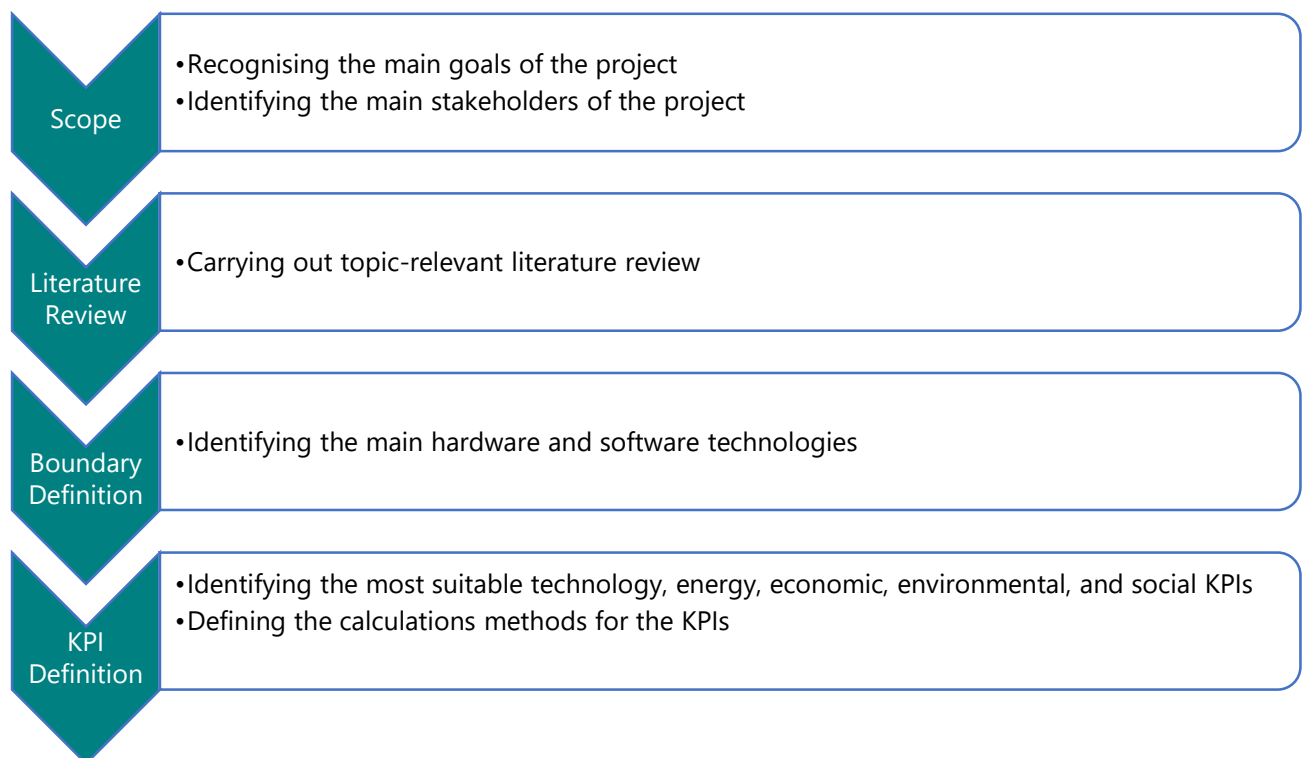 Scope
•Recognising the main goals of the project
•Identifying the main stakeholders of the project
Literature
Review
•Carrying out topic-relevant literature review
Boundary
Definition
•Identifying the main hardware and software technologies
KPI
Definition
•Identifying the most suitable technology, energy, economic, environmental, and social KPIs
•Defining the calculations methods for the KPIs